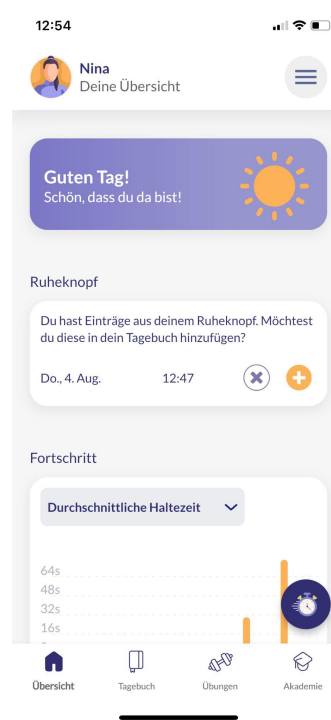 12:54
Nina
Deine Übersicht
Guten Tag!
Schön, dass du da bist!
Ruheknopf
Du hast Einträge aus deinem Ruheknopf. Möchtest
du diese in dein Tagebuch hinzufügen?
Do., 4. Aug. 12:47
Fortschritt
Durchschnittliche Haltezeit
64s
48s
32s
16s
Übersicht Tagebuch Übungen Akademie